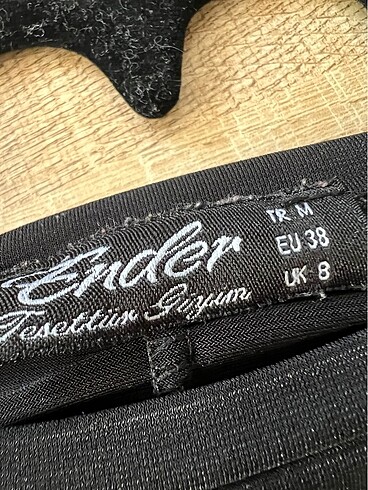 Ender
Tesettür Giyim
TR M
EU 38
UK 8